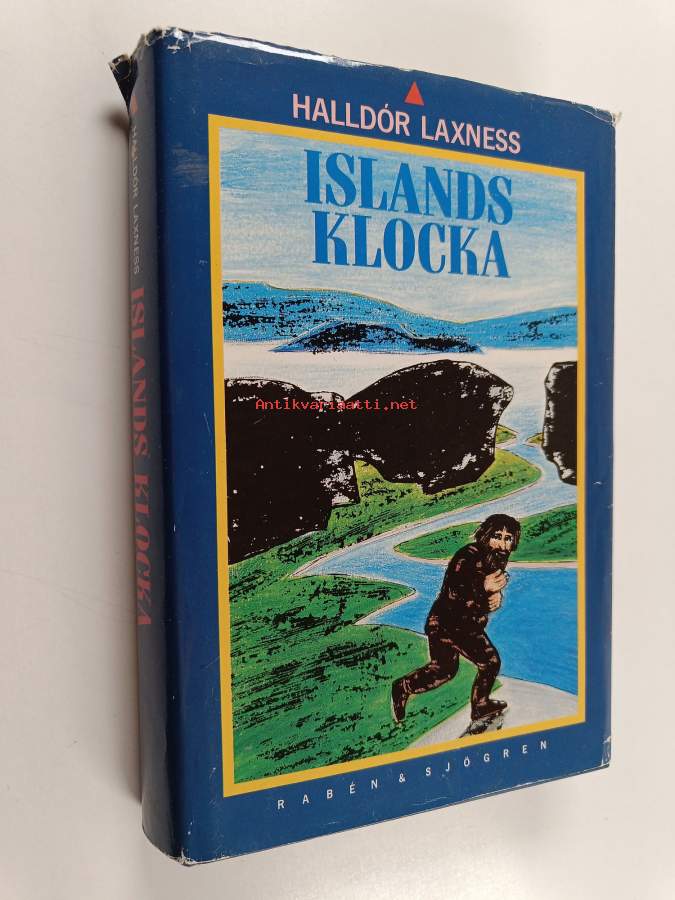 HALLDÓR LAXNESS
ISLANDS
KLOCKA
Antikvariaatti.net
RABÉN & SJÖGREN
HALLDÓR LAXNESS ISLANDS KLOCKA